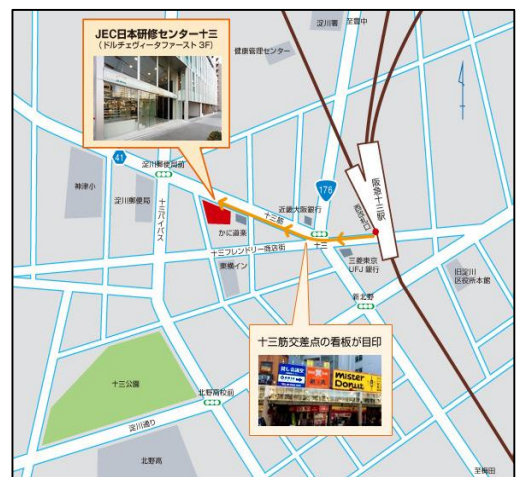 JEC日本研修センター十三
（ドルチェヴィータファースト3F）
淀川署
至豊中
健康管理センター
41
淀川郵便局前
神津小
淀川郵便局
十三バイパス
十三筋
近畿大阪銀行
176
阪急十三駅
西改札口
かに道楽
十三
十三フレンドリー商店街
東横イン
三菱東京
UFJ銀行
新北野
旧淀川
区役所本館
十三筋交差点の看板が目印
Mister
Donut
十三公園
北野高校前
淀川通り
北野高
至梅田